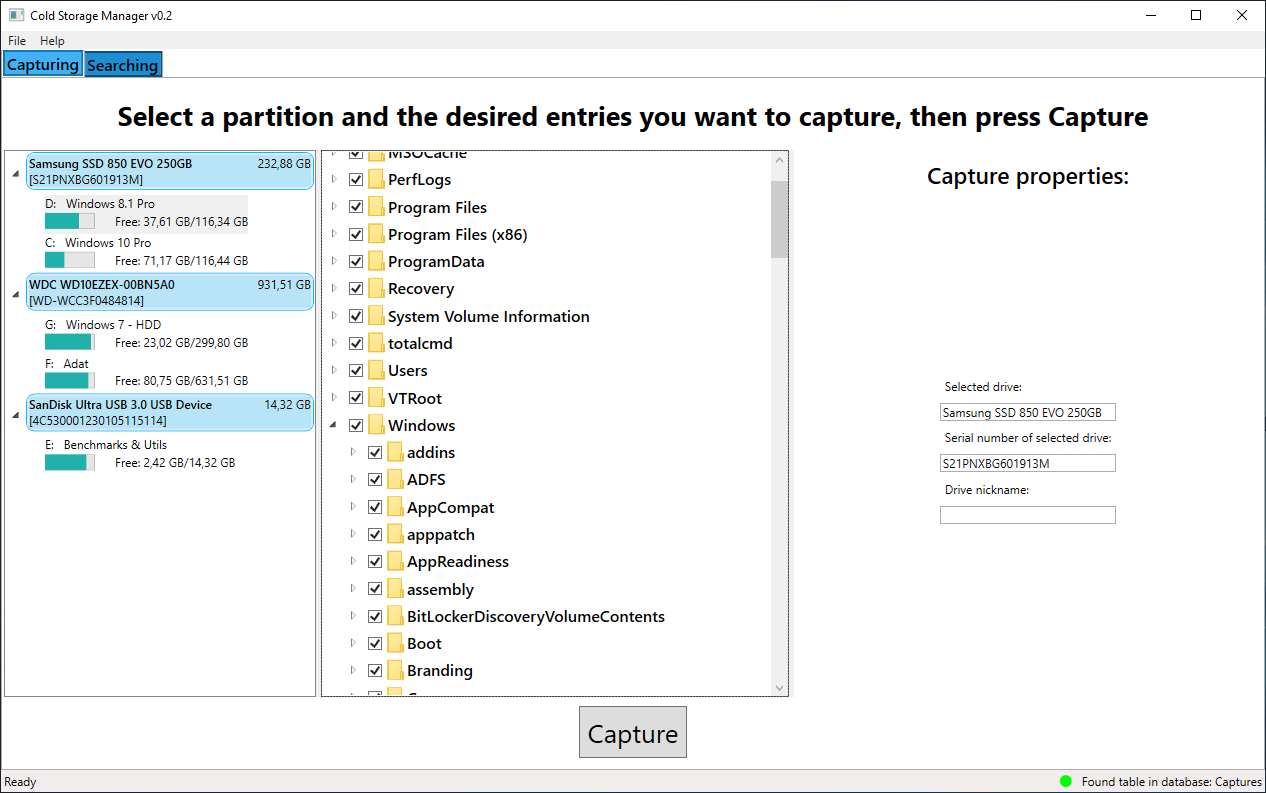 Cold Storage Manager v0.2
File Help
Capturing Searching
Select a partition and the desired entries you want to capture, then press Capture
Samsung SSD 850 EVO 250GB 232,88 GB
[S21PNXBG601913M]
D: Windows 8.1 Pro
Free: 37,61 GB/116,34 GB
C: Windows 10 Pro
Free: 71,17 GB/116,44 GB
WDC WD10EZEX-00BN5A0 931,51 GB
[WD-WCC3F0484814]
G: Windows 7 - HDD
Free: 23,02 GB/299,80 GB
F: Adat
Free: 80,75 GB/631,51 GB
SanDisk Ultra USB 3.0 USB Device 14,32 GB
[4C530001230105115114]
E: Benchmarks & Utils
Free: 2,42 GB/14,32 GB
MSOCache
PerfLogs
Program Files
Program Files (x86)
ProgramData
Recovery
System Volume Information
totalcmd
Users
VTRoot
Windows
addins
ADFS
AppCompat
apppatch
AppReadiness
assembly
BitLockerDiscoveryVolumeContents
Boot
Branding
Capture properties:
Selected drive:
Samsung SSD 850 EVO 250GB
Serial number of selected drive:
S21PNXBG601913M
Drive nickname:
Capture
Ready
Found table in database: Captures